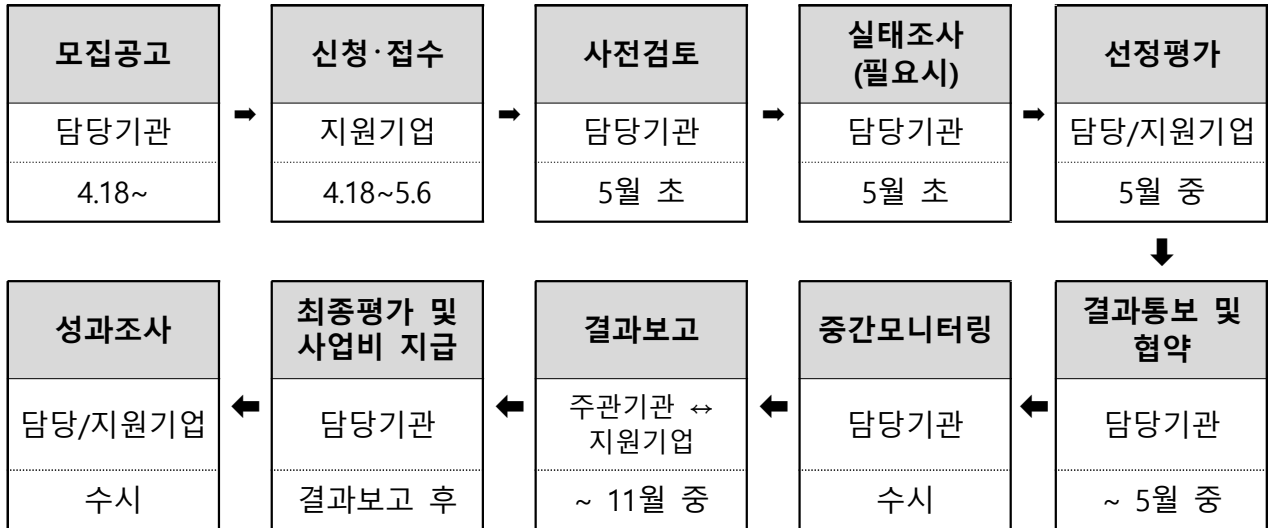 모집공고
담당기관
4.18~
➡
신청·접수
지원기업
4.18~5.6
➡
사전검토
담당기관
5월 초
➡
실태조사
(필요시)
담당기관
5월 초
➡
선정평가
담당/지원기업
5월 중
⬇
결과통보 및
협약
담당기관
~ 5월 중
⬅
중간모니터링
담당기관
수시
⬅
결과보고
주관기관 ↔
지원기업
~ 11월 중
⬅
최종평가 및
사업비 지급
담당기관
결과보고 후
⬅
성과조사
담당/지원기업
수시